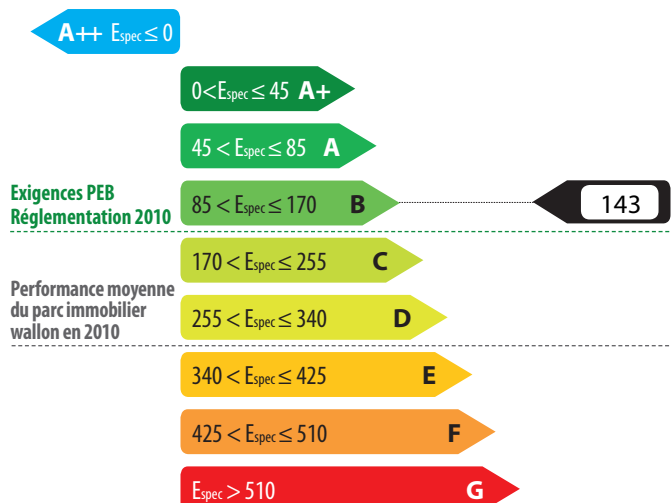 A++ Espec ≤ 0
0<Espec ≤ 45 A+
45 < Espec ≤ 85 A
Exigences PEB
Réglementation 2010
85 < Espec ≤ 170 B
143
170 < Espec ≤ 255 C
Performance moyenne
du parc immobilier
wallon en 2010
255 < Espec ≤ 340 D
340 < Espec ≤ 425 E
425 < Espec ≤ 510 F
Espec > 510 G